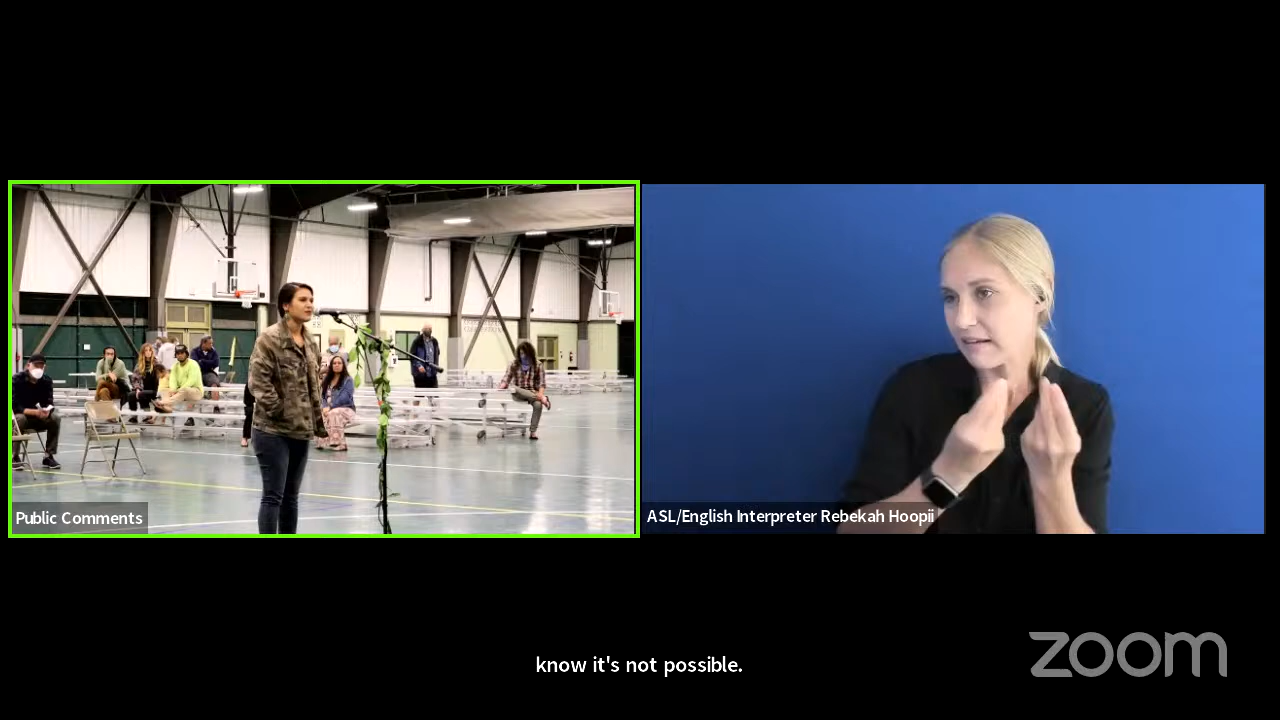 Public Comments
ASL/English Interpreter Rebekah Hoopii
know it's not possible.
zoom